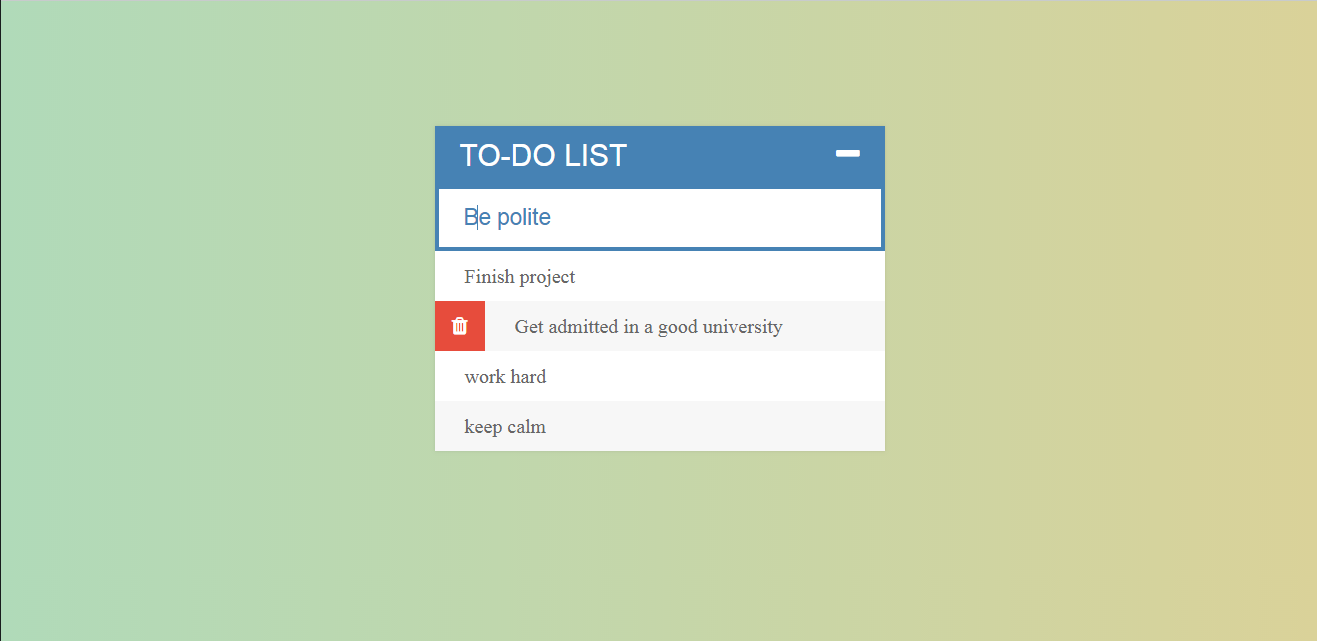 TO-DO LIST
Be polite
Finish project
Get admitted in a good university
work hard
keep calm